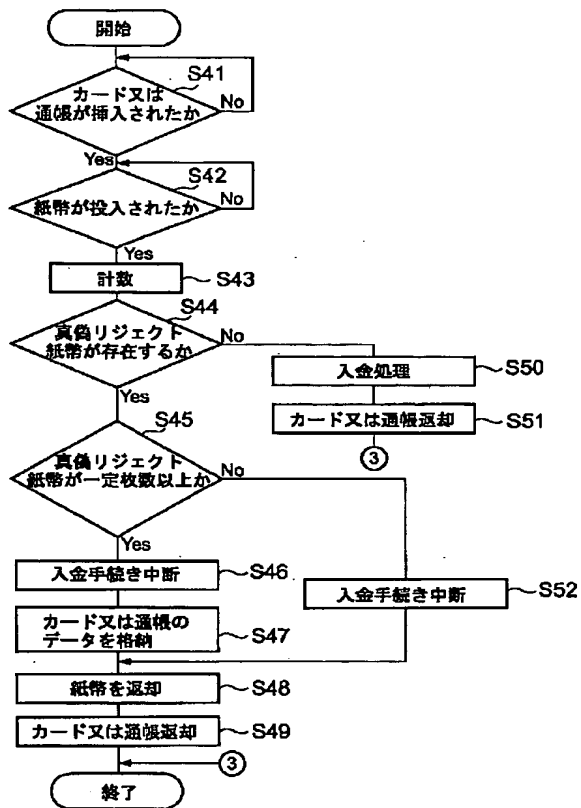 開始
S41
カード又は
通帳が挿入されたか
No
Yes
S42
紙幣が投入されたか
No
Yes
計数
S43
S44
真偽リジェクト
紙幣が存在するか
No
Yes
入金処理
S50
カード又は通帳返却
S51
③
S45
真偽リジェクト
紙幣が一定枚数以上か
No
Yes
入金手続き中断
S46
入金手続き中断
S52
カード又は通帳の
データを格納
S47
紙幣を返却
S48
カード又は通帳返却
S49
③
終了